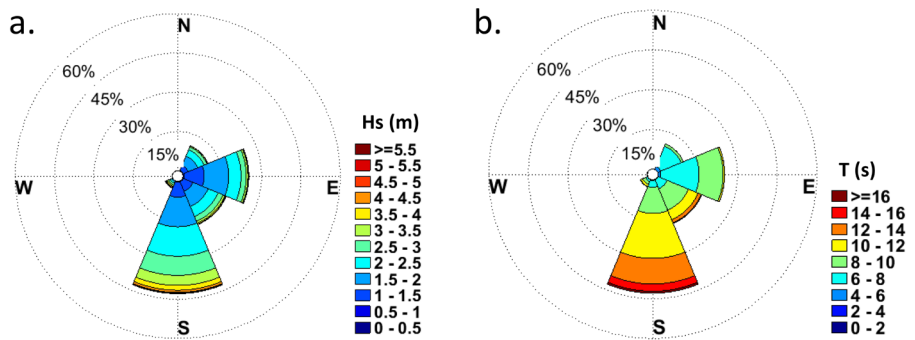 a.
N
60%
45%
30%
15%
W
E
S
Hs (m)
>=5.5
5 - 5.5
4.5 - 5
4 - 4.5
3.5 - 4
3 - 3.5
2.5 - 3
2 - 2.5
1.5 - 2
1 - 1.5
0.5 - 1
0 - 0.5
b.
N
60%
45%
30%
15%
W
E
S
T (s)
>=16
14 - 16
12 - 14
10 - 12
8 - 10
6 - 8
4 - 6
2 - 4
0 - 2